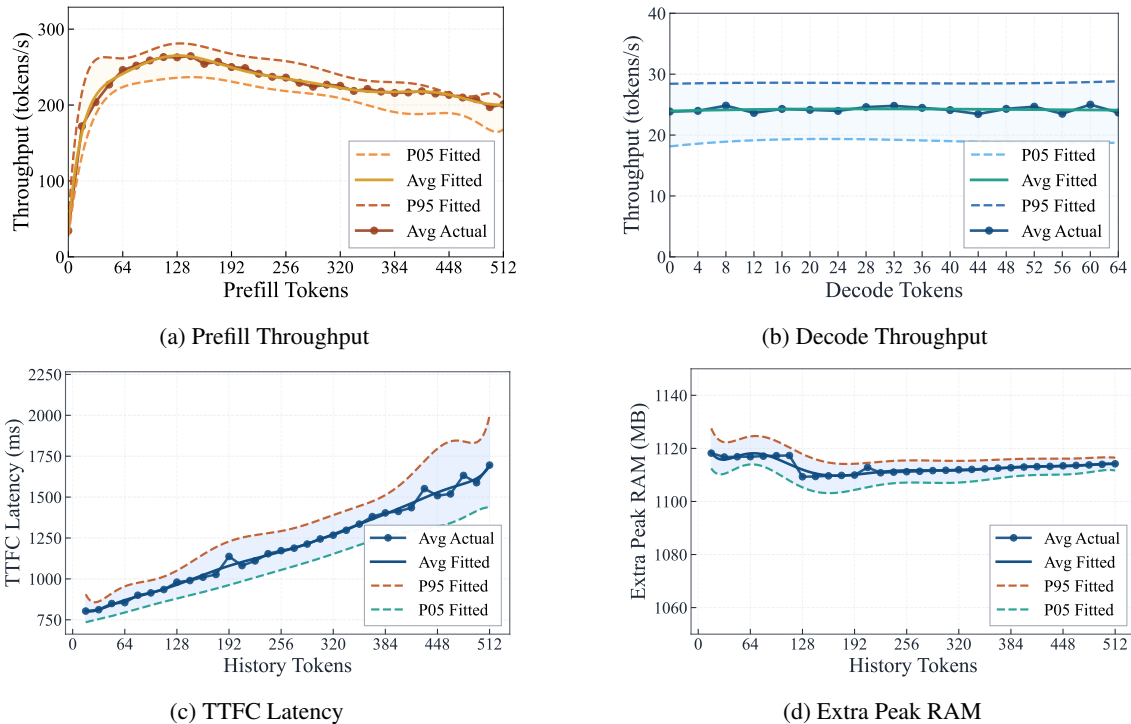 300
200
100
0
Throughput (tokens/s)
P05 Fitted
Avg Fitted
P95 Fitted
Avg Actual
0 64 128 192 256 320 384 448 512
Prefill Tokens
(a) Prefill Throughput
40
30
20
10
0
Throughput (tokens/s)
P05 Fitted
Avg Fitted
P95 Fitted
Avg Actual
0 4 8 12 16 20 24 28 32 36 40 44 48 52 56 60 64
Decode Tokens
(b) Decode Throughput
2250
2000
1750
1500
1250
1000
750
TTFC Latency (ms)
Avg Actual
Avg Fitted
P95 Fitted
P05 Fitted
0 64 128 192 256 320 384 448 512
History Tokens
(c) TTFC Latency
1140
1120
1100
1080
1060
Extra Peak RAM (MB)
Avg Actual
Avg Fitted
P95 Fitted
P05 Fitted
0 64 128 192 256 320 384 448 512
History Tokens
(d) Extra Peak RAM